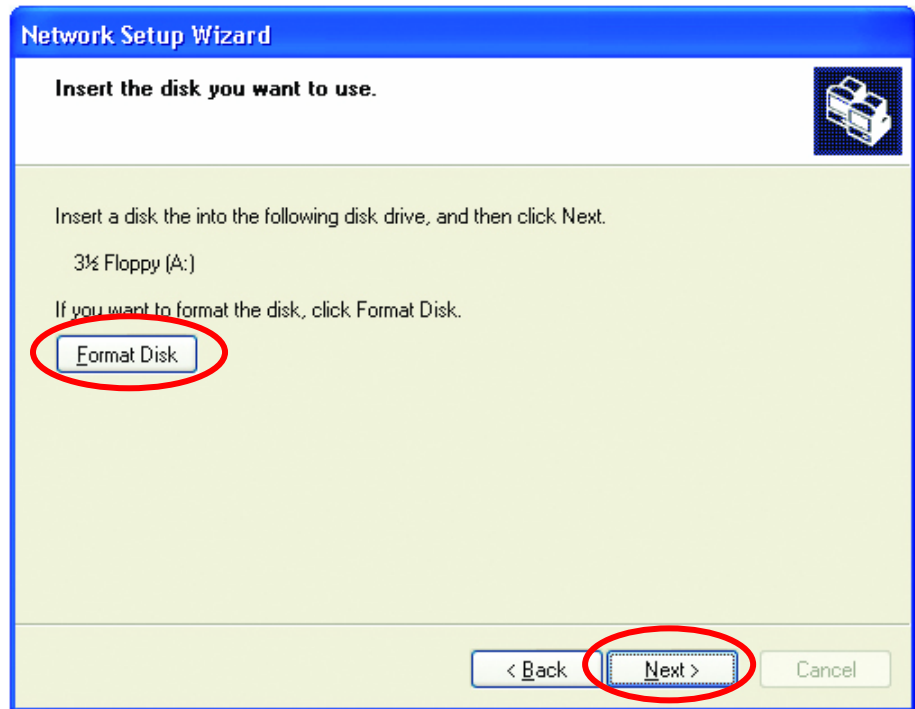 Network Setup Wizard
Insert the disk you want to use.
Insert a disk the into the following disk drive, and then click Next.
3½ Floppy (A:)
If you want to format the disk, click Format Disk.
Format Disk
< Back Next > Cancel